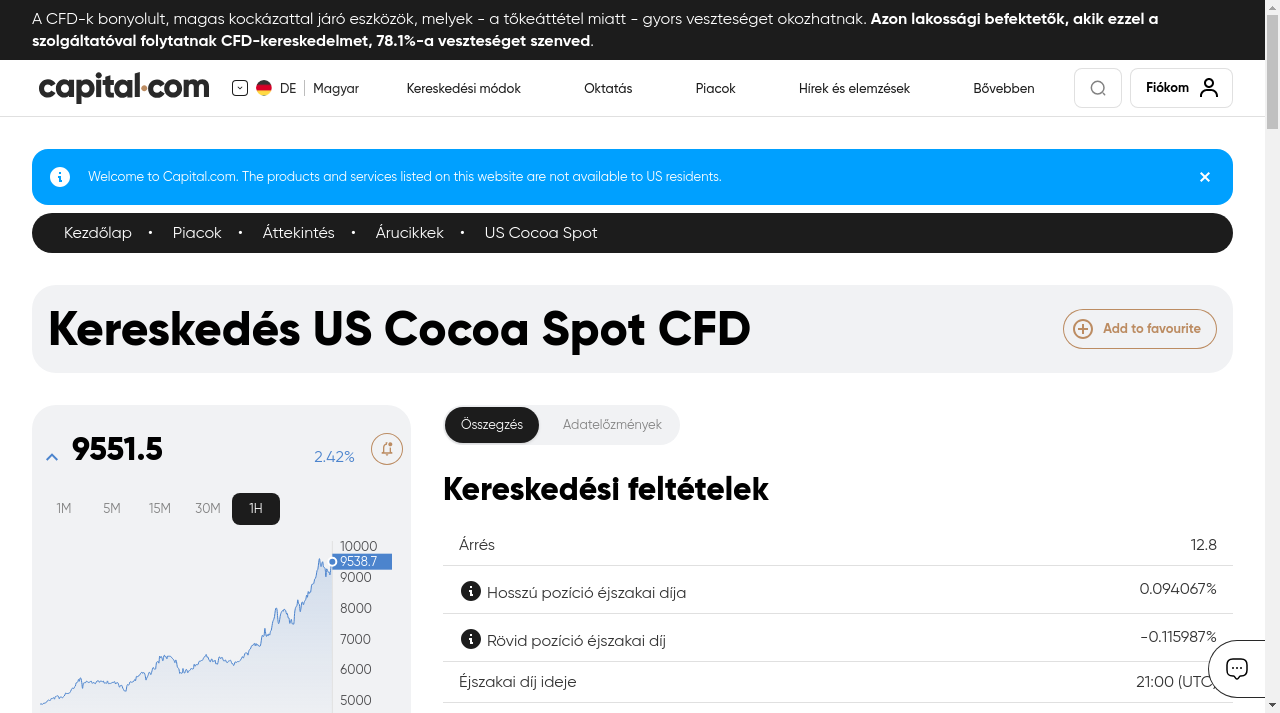 A CFD-k bonyolult, magas kockázattal járó eszközök, melyek - a tőkeáttétel miatt - gyors veszteséget okozhatnak. Azon lakossági befektetők, akik ezzel a
szolgáltatóval folytatnak CFD-kereskedelmet, 78.1%-a veszteséget szenved.
capital.com
DE
Magyar
Kereskedési módok
Oktatás
Piacok
Hírek és elemzések
Bővebben
Fiókom
Welcome to Capital.com. The products and services listed on this website are not available to US residents.
Kezdőlap • Piacok • Áttekintés • Árucikkek • US Cocoa Spot
Kereskedés US Cocoa Spot CFD
Add to favourite
9551.5
2.42%
1M 5M 15M 30M 1H
10000
9538.7
9000
8000
7000
6000
5000
Összegzés
Adatelőzmények
Kereskedési feltételek
Árrés 12.8
Hosszú pozíció éjszakai díja 0.094067%
Rövid pozíció éjszakai díj -0.115987%
Éjszakai díj ideje 21:00 (UTC)